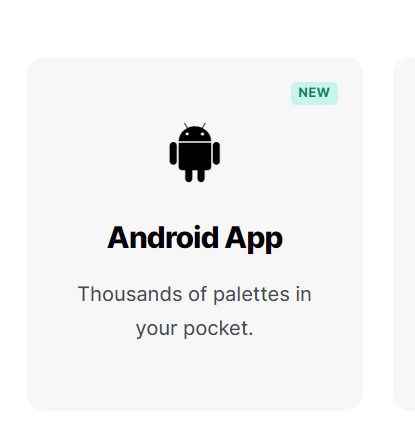 NEW
Android App
Thousands of palettes in
your pocket.